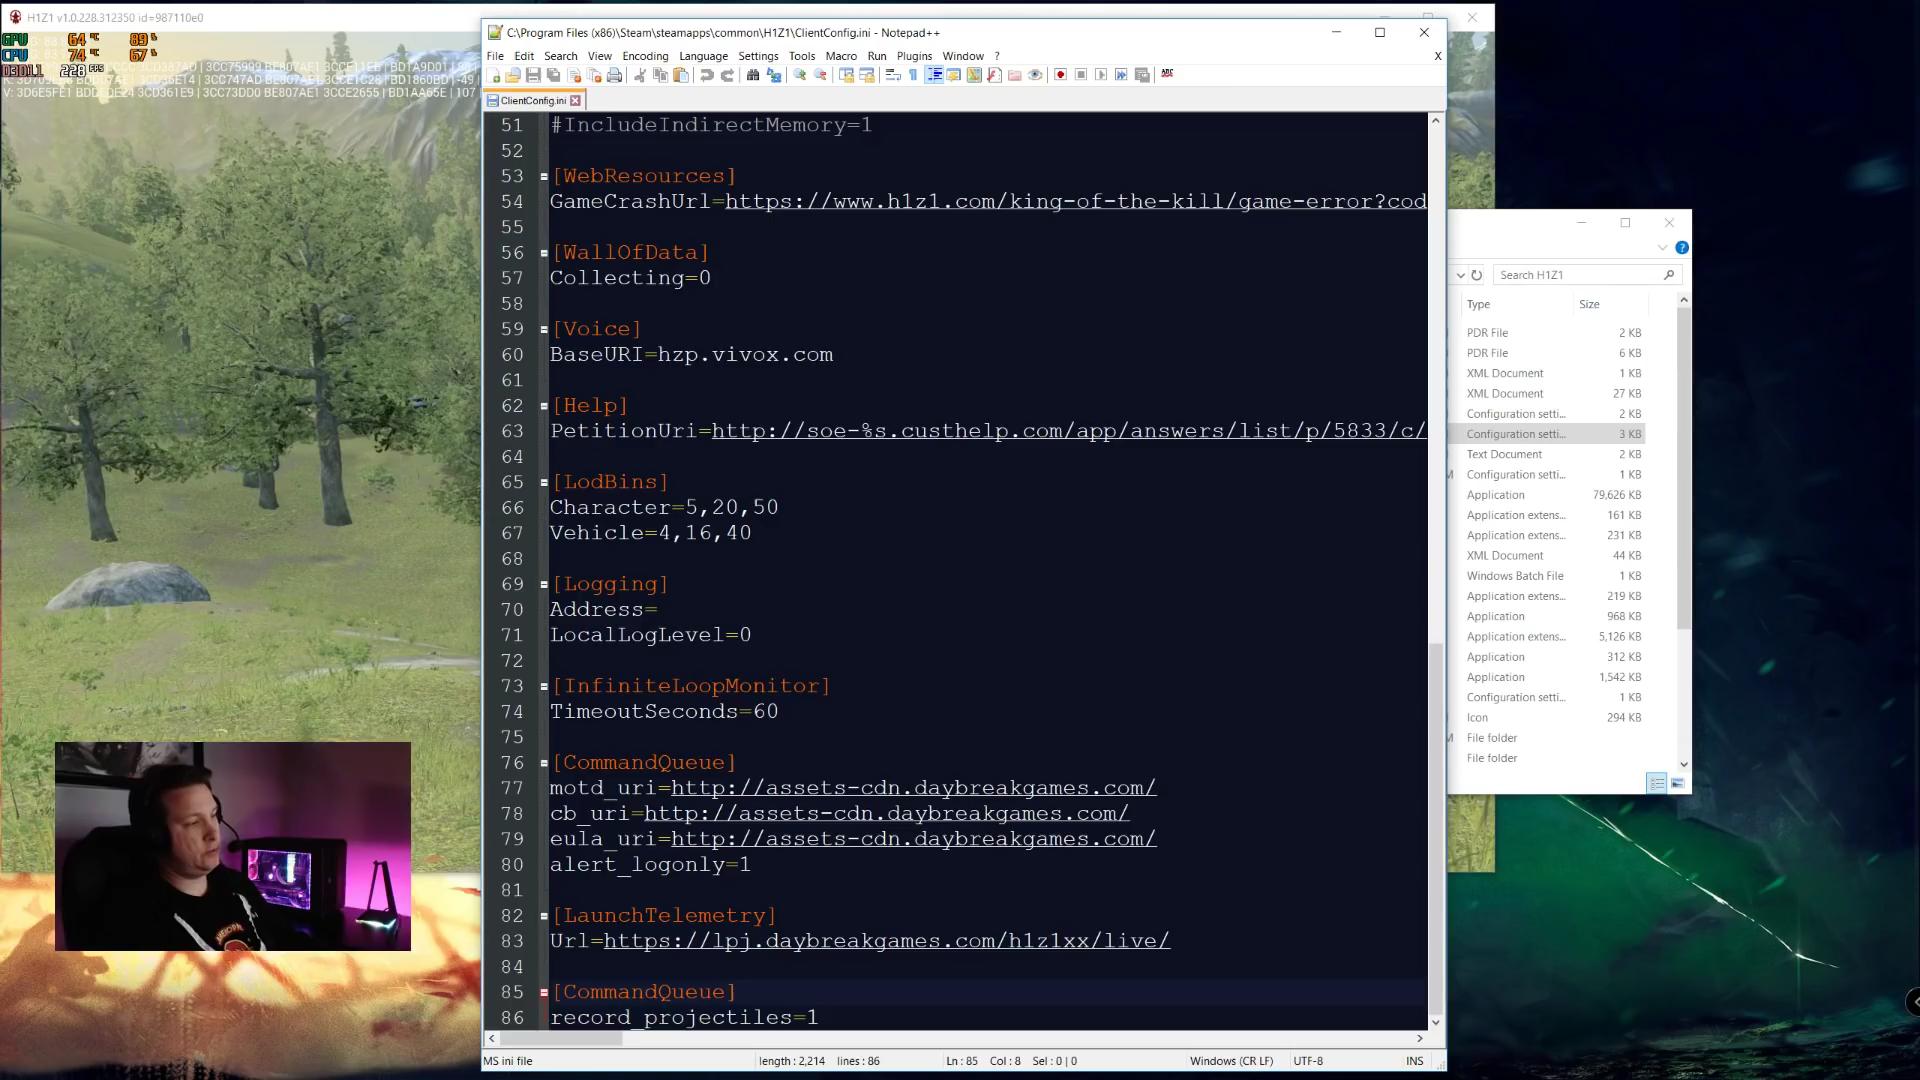 H1Z1 v1.0.228.312350 id=987110e0
GPU 64 °C 89 %
CPU 74 °C 67 %
D3D11 228 FPS
C:\Program Files (x86)\Steam\steamapps\common\H1Z1\ClientConfig.ini - Notepad++
File Edit Search View Encoding Language Settings Tools Macro Run Plugins Window ? X
ClientConfig.ini
51 #IncludeIndirectMemory=1
52
53 [WebResources]
54 GameCrashUrl=https://www.h1z1.com/king-of-the-kill/game-error?cod
55
56 [WallOfData]
57 Collecting=0
58
59 [Voice]
60 BaseURI=hzp.vivox.com
61
62 [Help]
63 PetitionUri=http://soe-%s.custhelp.com/app/answers/list/p/5833/c/
64
65 [LodBins]
66 Character=5,20,50
67 Vehicle=4,16,40
68
69 [Logging]
70 Address=
71 LocalLogLevel=0
72
73 [InfiniteLoopMonitor]
74 TimeoutSeconds=60
75
76 [CommandQueue]
77 motd_uri=http://assets-cdn.daybreakgames.com/
78 cb_uri=http://assets-cdn.daybreakgames.com/
79 eula_uri=http://assets-cdn.daybreakgames.com/
80 alert_logonly=1
81
82 [LaunchTelemetry]
83 Url=https://lpj.daybreakgames.com/h1z1xx/live/
84
85 [CommandQueue]
86 record_projectiles=1
MS ini file length : 2,214 lines : 86 Ln : 85 Col : 8 Sel : 0 | 0 Windows (CR LF) UTF-8 INS
Search H1Z1
Type Size
PDR File 2 KB
PDR File 6 KB
XML Document 1 KB
XML Document 27 KB
Configuration setti... 2 KB
Configuration setti... 3 KB
Text Document 2 KB
Configuration setti... 1 KB
Application 79,626 KB
Application extens... 161 KB
Application extens... 231 KB
XML Document 44 KB
Windows Batch File 1 KB
Application extens... 219 KB
Application 968 KB
Application extens... 5,126 KB
Application 312 KB
Application 1,542 KB
Configuration setti... 1 KB
Icon 294 KB
File folder
File folder